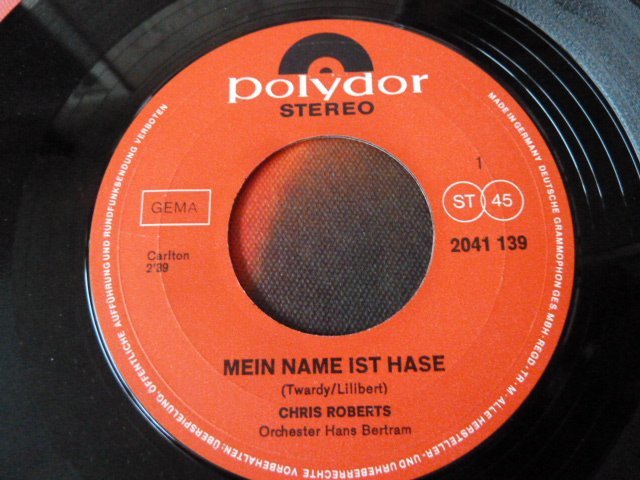 polydor
STEREO
1
GEMA
ST 45
Carlton
2'39
2041 139
MEIN NAME IST HASE
(Twardy/Lilibert)
CHRIS ROBERTS
Orchester Hans Bertram
MADE IN GERMANY DEUTSCHE GRAMMOPHON GES. MBH · REGD · TR · M · ALLE HERSTELLER- UND URHEBERRECHTE VORBEHALTEN: ÜBERSPIELUNG, ÖFFENTLICHE AUFFÜHRUNG UND RUNDFUNKSENDUNG VERBOTEN